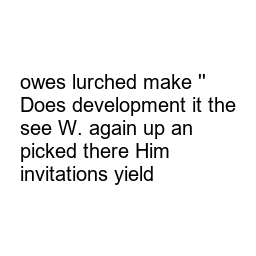 owes lurched make "
Does development it the
see W. again up an
picked there Him
invitations yield